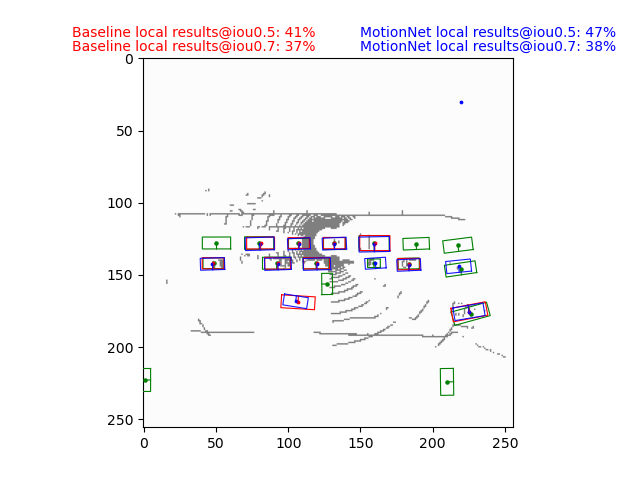 Baseline local results@iou0.5: 41%
MotionNet local results@iou0.5: 47%
Baseline local results@iou0.7: 37%
MotionNet local results@iou0.7: 38%
0
50
100
150
200
250
0 50 100 150 200 250